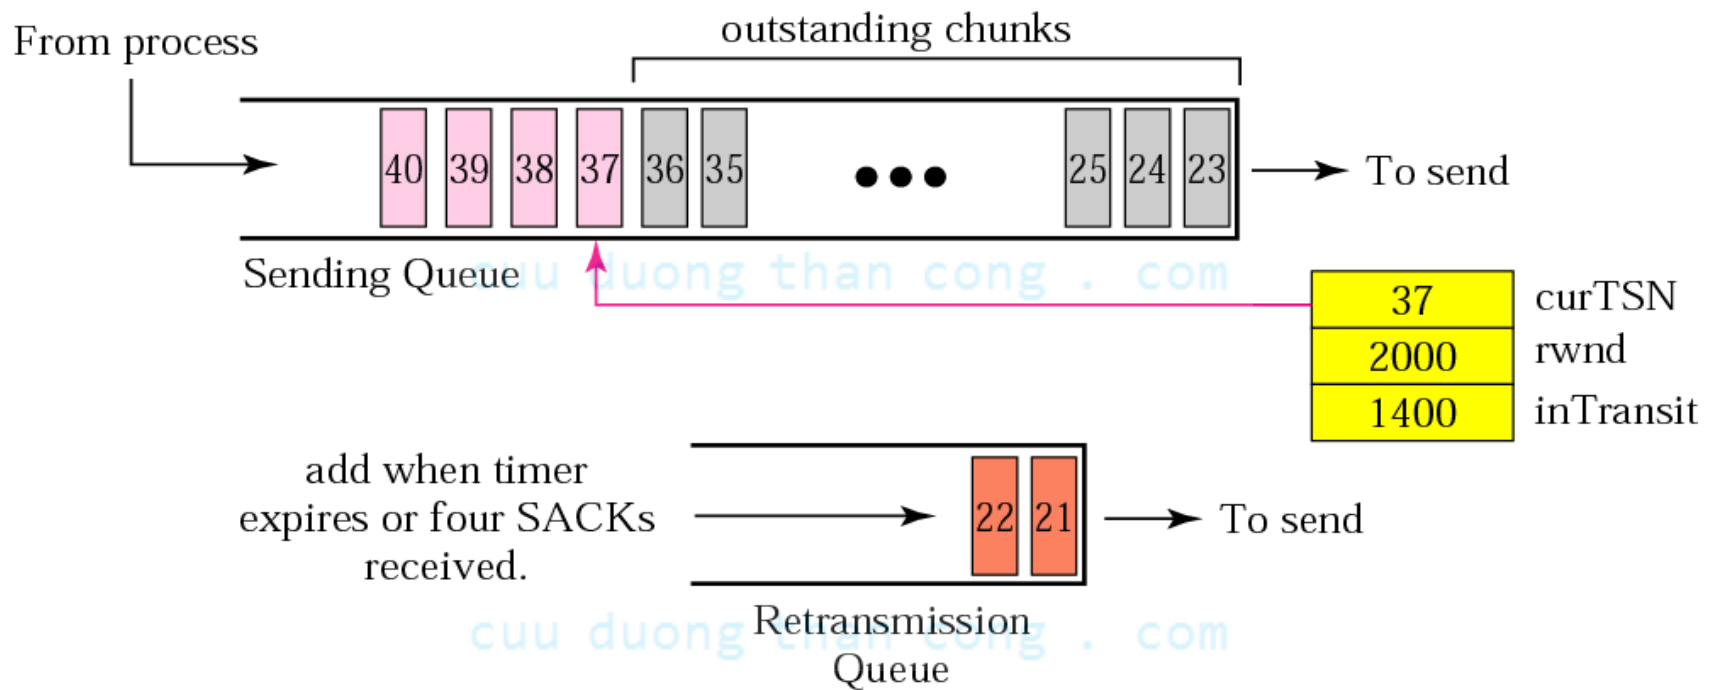 outstanding chunks
From process
40 39 38 37 36 35 25 24 23
To send
Sending Queue
cuu duong than cong . com
37 curTSN
2000 rwnd
1400 inTransit
add when timer
expires or four SACKs
received.
22 21
To send
Retransmission
Queue
cuu duong than cong . com